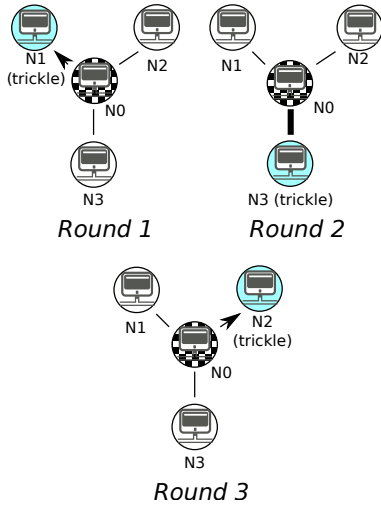 N1
(trickle)
N2
N0
N3
Round 1
N1
N2
N0
N3 (trickle)
Round 2
N1
N2
(trickle)
N0
N3
Round 3